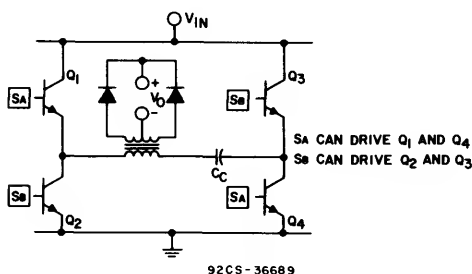 VIN
Q1
Q3
SA
SB
+
VO
-
SA CAN DRIVE Q1 AND Q4
SB CAN DRIVE Q2 AND Q3
CC
SB
SA
Q2
Q4
92CS-36689